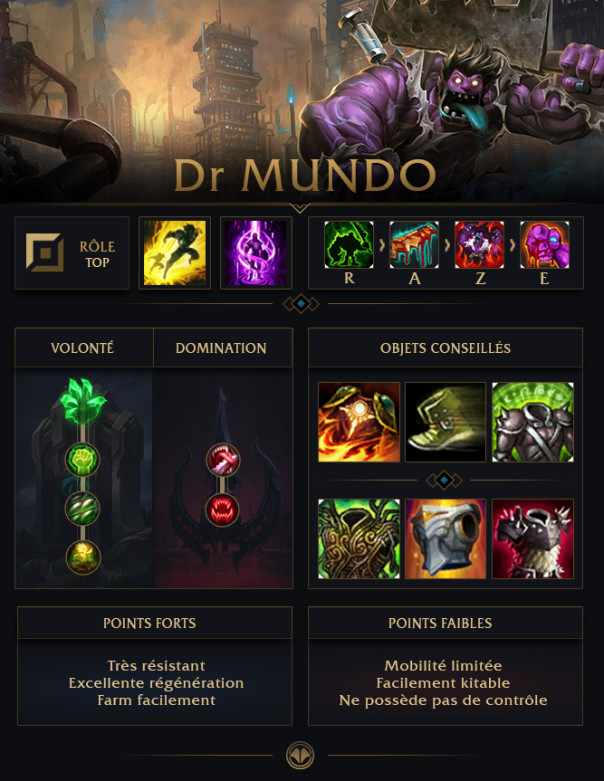 Dr MUNDO
RÔLE
TOP
R
A
Z
E
VOLONTÉ
DOMINATION
OBJETS CONSEILLÉS
POINTS FORTS
Très résistant
Excellente régénération
Farm facilement
POINTS FAIBLES
Mobilité limitée
Facilement kitable
Ne possède pas de contrôle